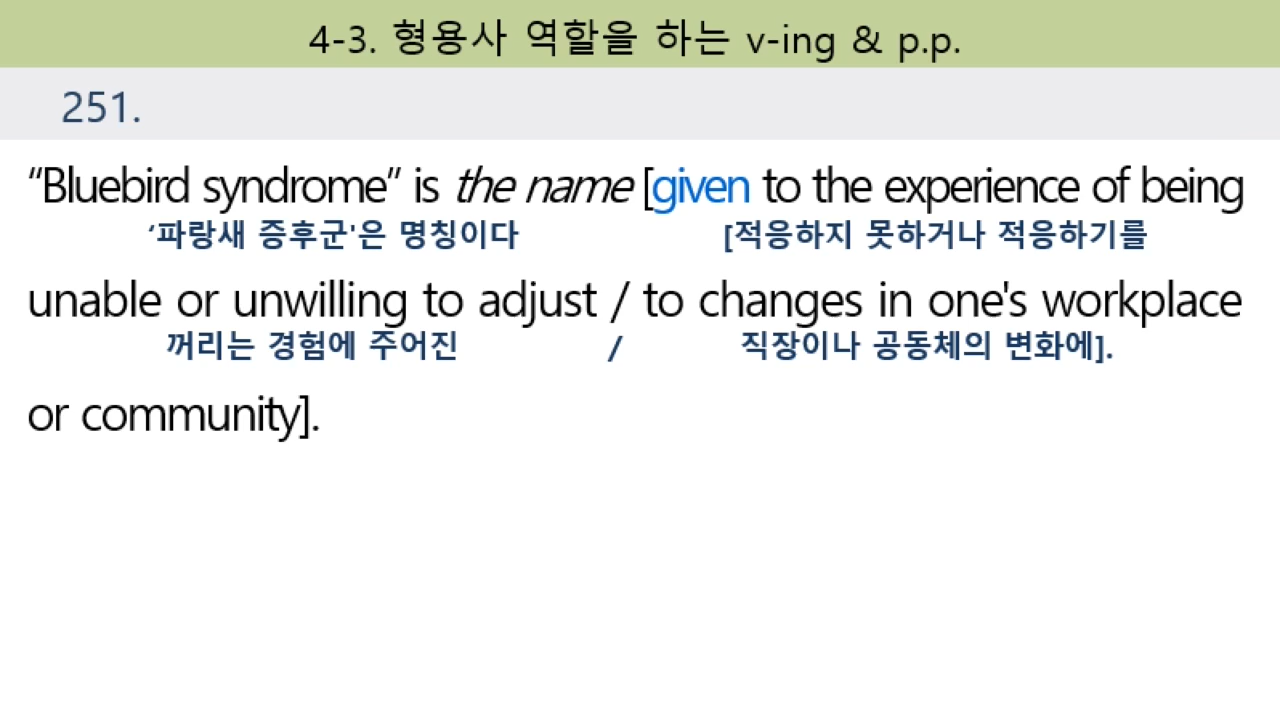 4-3. 형용사 역할을 하는 v-ing & p.p.
251.
“Bluebird syndrome” is the name [given to the experience of being
‘파랑새 증후군'은 명칭이다 [적응하지 못하거나 적응하기를
unable or unwilling to adjust / to changes in one's workplace
꺼리는 경험에 주어진 / 직장이나 공동체의 변화에].
or community].